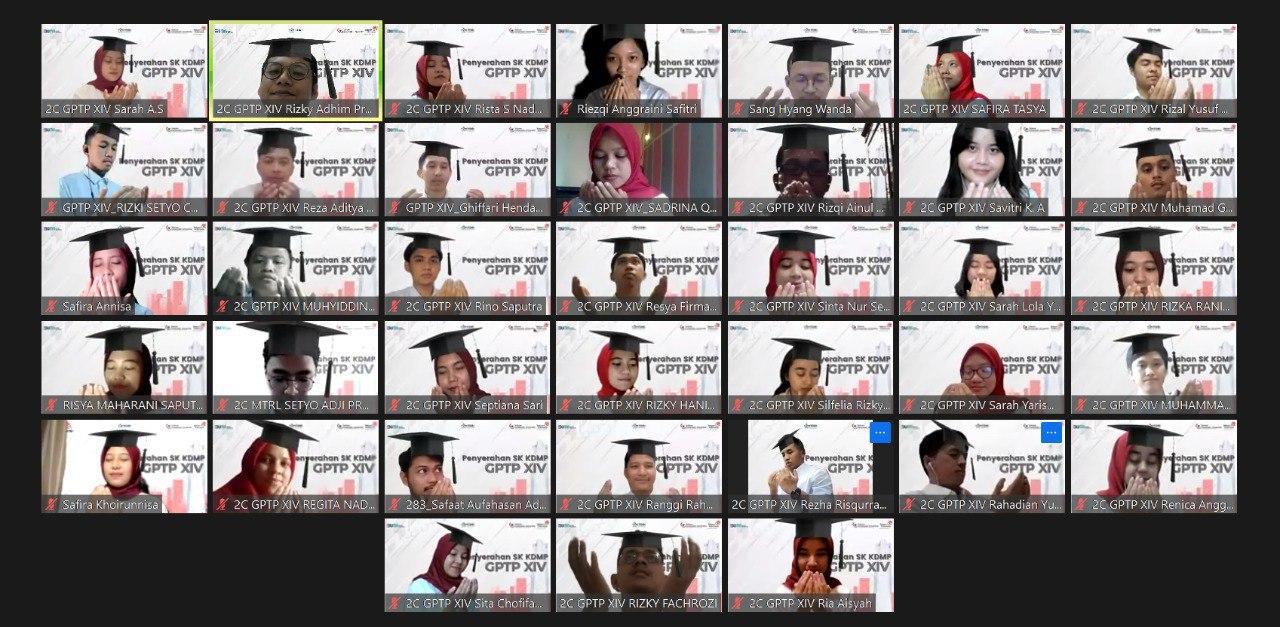 Penyerahan SK KDMP
GPTP XIV
2C GPTP XIV Sarah A.S
2C GPTP XIV Rizky Adhim Pr...
2C GPTP XIV Rista S Nad...
Riezqi Anggraini Safitri
Sang Hyang Wanda
2C GPTP XIV SAFIRA TASYA
2C GPTP XIV Rizal Yusuf ...
GPTP XIV_RIZKI SETYO C...
2C GPTP XIV Reza Aditya ...
GPTP XIV_Ghiffari Henda...
2C GPTP XIV_SADRINA Q...
2C GPTP XIV Rizqi Ainul ...
2C GPTP XIV Savitri K. A
2C GPTP XIV Muhamad G...
Safira Annisa
2C GPTP XIV MUHYIDDIN...
2C GPTP XIV Rino Saputra
2C GPTP XIV Resya Firma...
2C GPTP XIV Sinta Nur Se...
2C GPTP XIV Sarah Lola Y...
2C GPTP XIV RIZKA RANI...
RISYA MAHARANI SAPUT...
2C MTRL SETYO ADJI PR...
2C GPTP XIV Septiana Sari
2C GPTP XIV RIZKY HANI...
2C GPTP XIV Silfelia Rizky...
2C GPTP XIV Sarah Yaris...
2C GPTP XIV MUHAMMA...
Safira Khoirunnisa
2C GPTP XIV REGITA NAD...
283_Safaat Aufahasan Ad...
2C GPTP XIV Ranggi Rah...
2C GPTP XIV Rezha Risqurra...
2C GPTP XIV Rahadian Yu...
2C GPTP XIV Renica Angg...
2C GPTP XIV Sita Chofifa...
2C GPTP XIV RIZKY FACHROZI
2C GPTP XIV Ria Aisyah